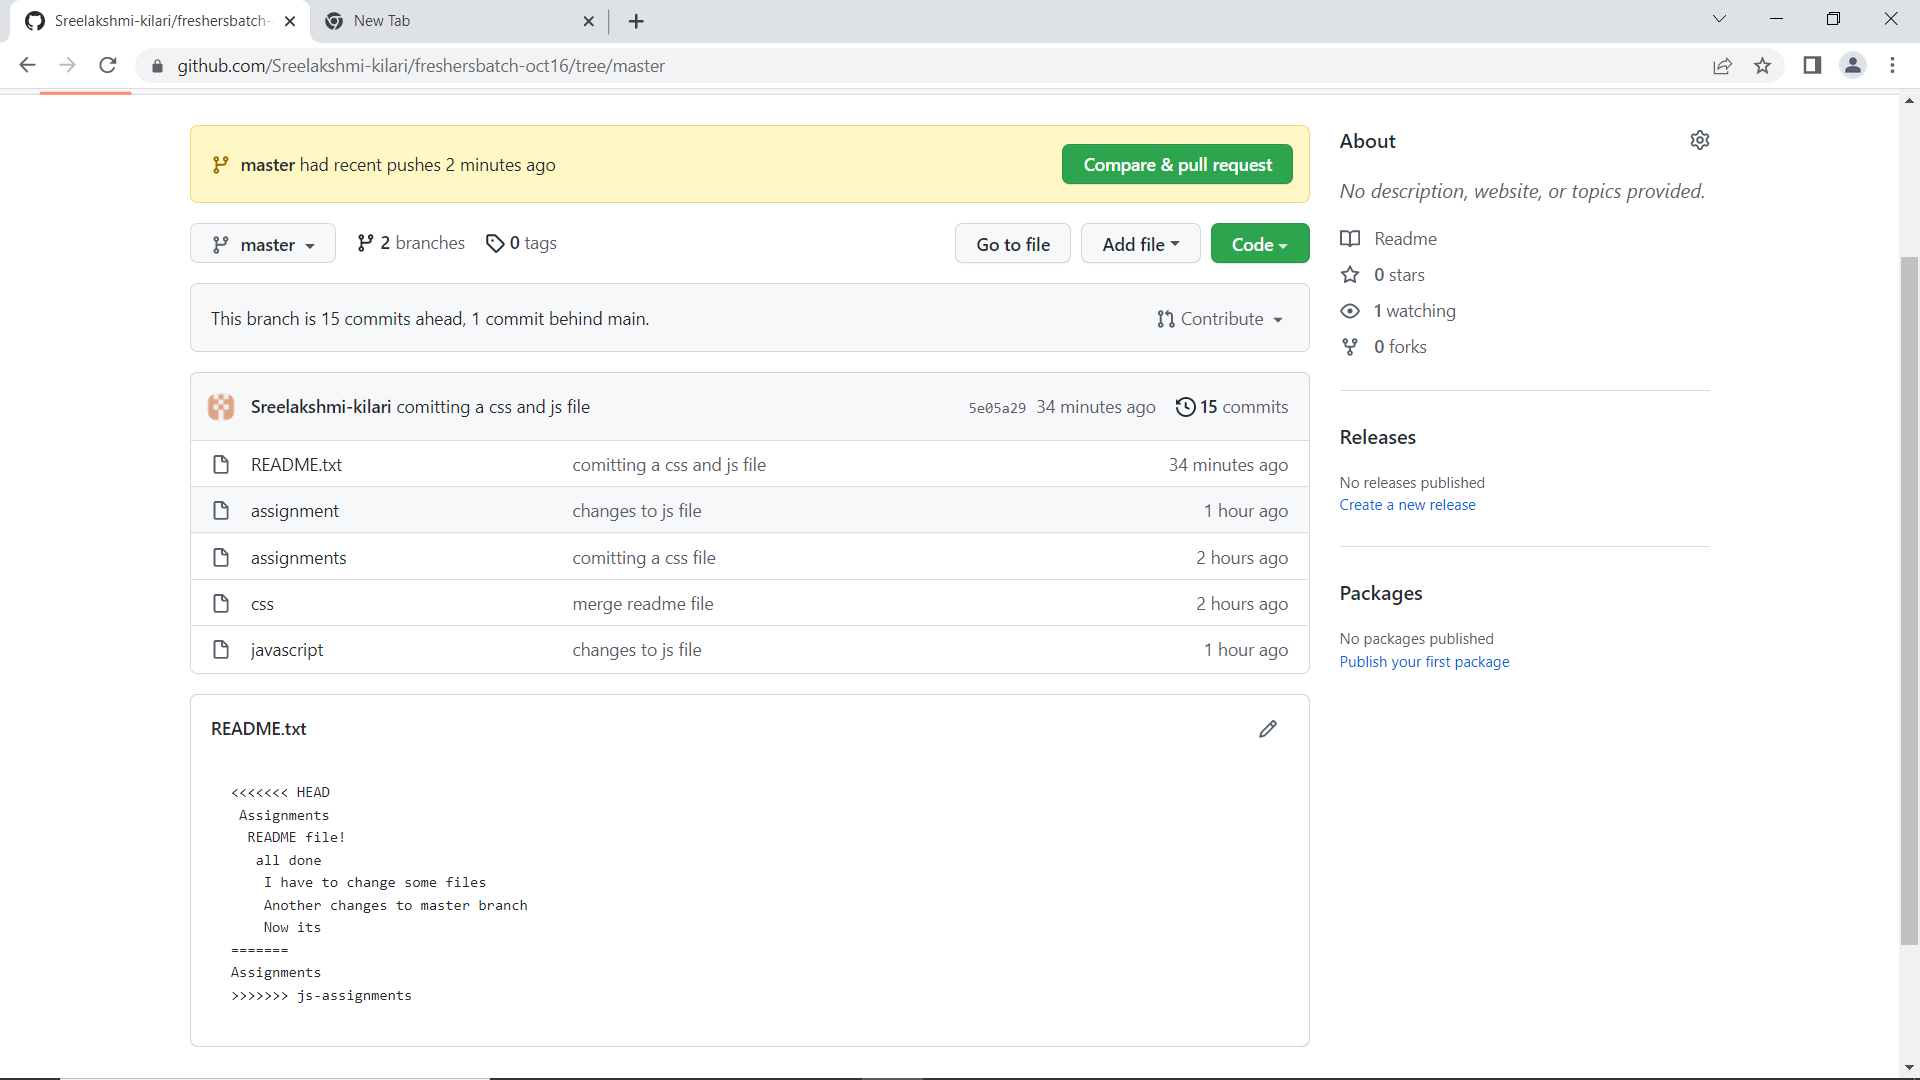 Sreelakshmi-kilari/freshersbatch-
New Tab
github.com/Sreelakshmi-kilari/freshersbatch-oct16/tree/master
master had recent pushes 2 minutes ago
Compare & pull request
master
2 branches
0 tags
Go to file
Add file
Code
This branch is 15 commits ahead, 1 commit behind main.
Contribute
Sreelakshmi-kilari comitting a css and js file
5e05a29 34 minutes ago
15 commits
README.txt comitting a css and js file 34 minutes ago
assignment changes to js file 1 hour ago
assignments comitting a css file 2 hours ago
css merge readme file 2 hours ago
javascript changes to js file 1 hour ago
README.txt
<<<<<<< HEAD
Assignments
README file!
all done
I have to change some files
Another changes to master branch
Now its
=======
Assignments
>>>>>>> js-assignments
About
No description, website, or topics provided.
Readme
0 stars
1 watching
0 forks
Releases
No releases published
Create a new release
Packages
No packages published
Publish your first package